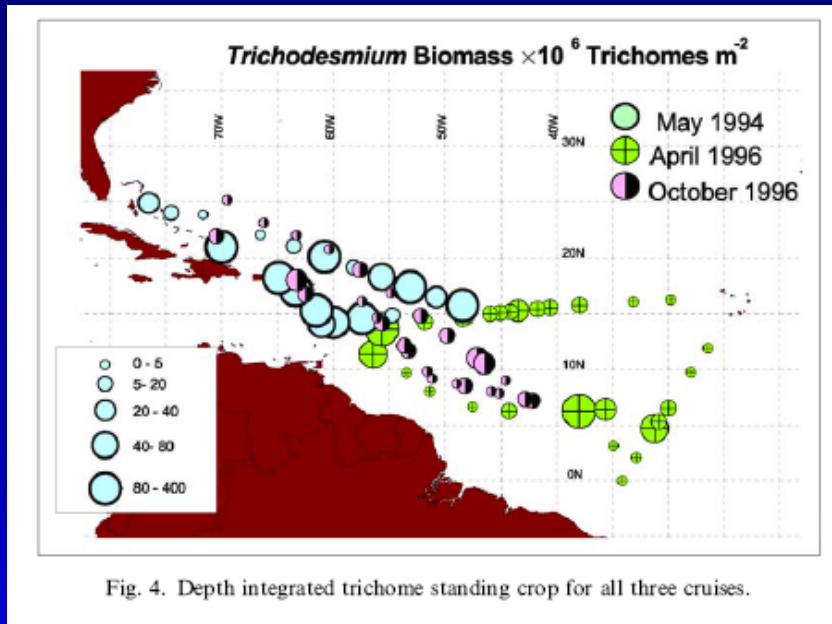 Trichodesmium Biomass ×10 6 Trichomes m-2
70W
60W
50W
40W
May 1994
April 1996
October 1996
30N
20N
10N
0N
0 - 5
5- 20
20 - 40
40- 80
80 - 400
Fig. 4. Depth integrated trichome standing crop for all three cruises.